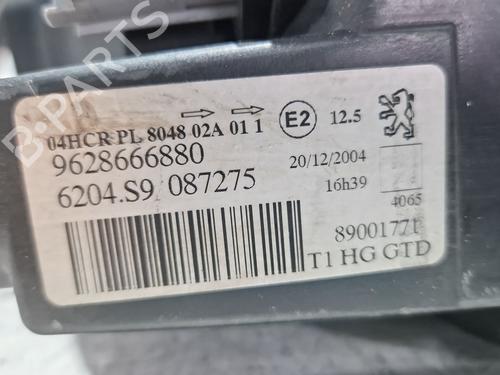 04HCR PL 8048 02A 01 1 E2 12.5
9628666880
20/12/2004
6204.S9 087275
16h39
4065
89001771
T1 HG GTD
B-PARTS